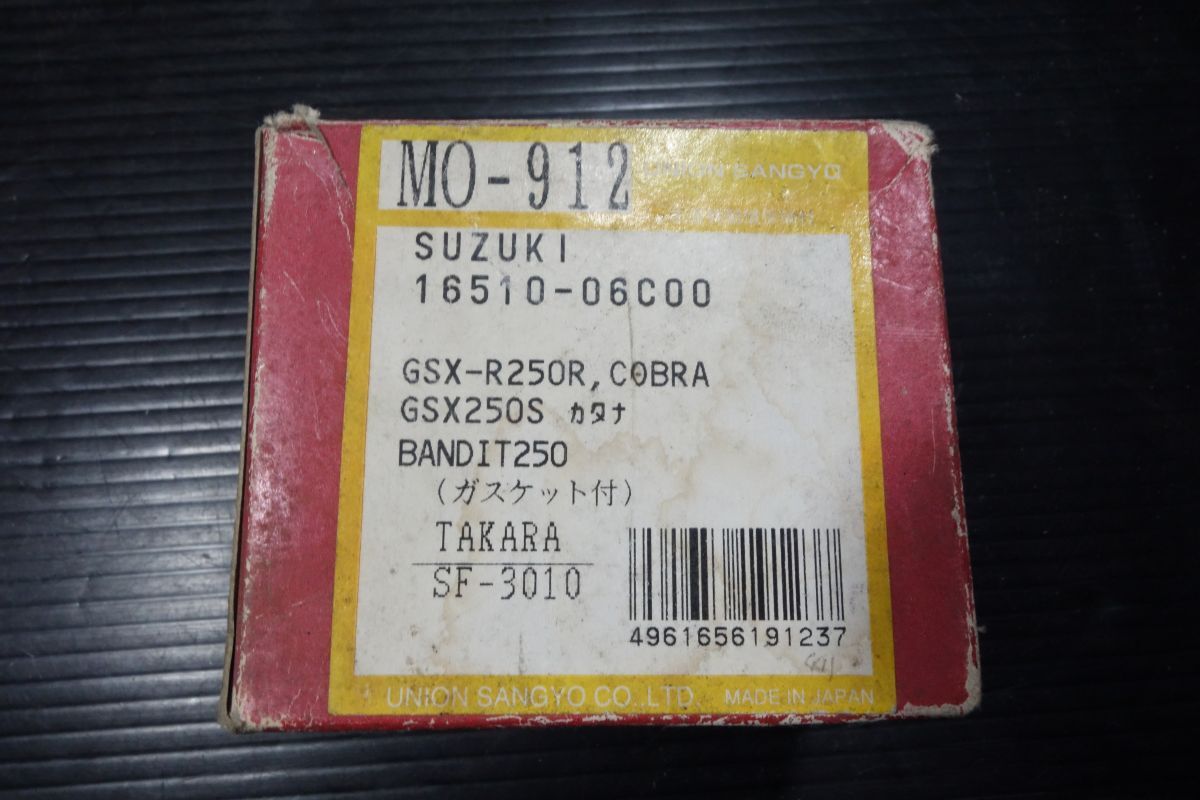 MO-912
UNION SANGYO
SUZUKI
16510-06C00
GSX-R250R, COBRA
GSX250S カタナ
BANDIT250
(ガスケット付)
TAKARA
SF-3010
4961656191237
UNION SANGYO CO.,LTD. MADE IN JAPAN